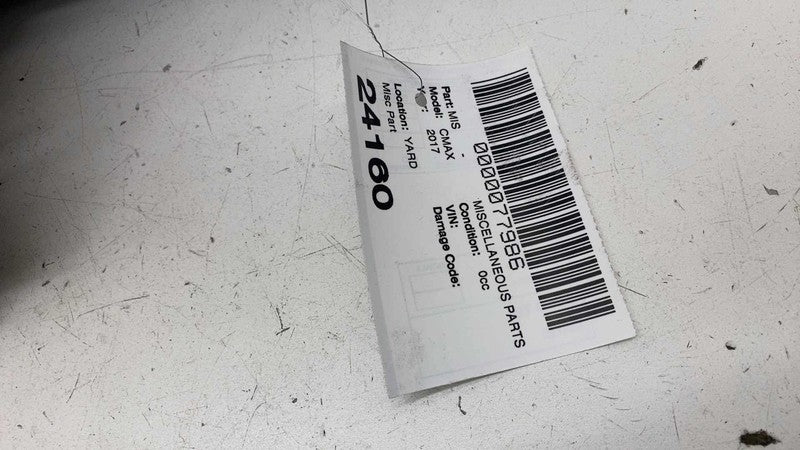 0000077986
Part: MIS - MISCELLANEOUS PARTS
Model: CMAX Condition: 0cc
2017 VIN:
Damage Code:
Location: YARD
Misc Part
24160